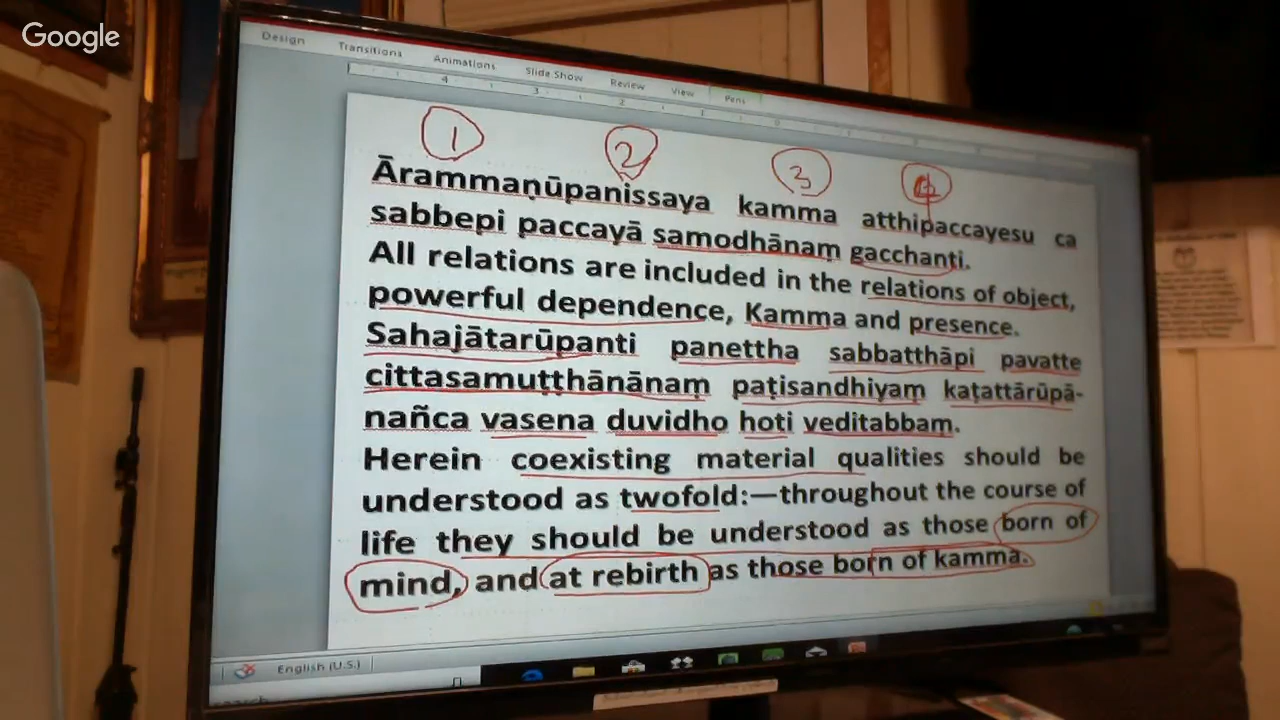 Google
Design Transitions Animations Slide Show Review View Pens
4 3 2
1 2 3 4
Ārammaṇūpanissaya kamma atthipaccayesu ca
sabbepi paccayā samodhānaṃ gacchanti.
All relations are included in the relations of object,
powerful dependence, Kamma and presence.
Sahajātarūpanti panettha sabbatthāpi pavatte
cittasamuṭṭhānānaṃ paṭisandhiyaṃ kaṭattārūpā-
nañca vasena duvidho hoti veditabbaṃ.
Herein coexisting material qualities should be
understood as twofold:—throughout the course of
life they should be understood as those born of
mind, and at rebirth as those born of kamma.
English (U.S.)